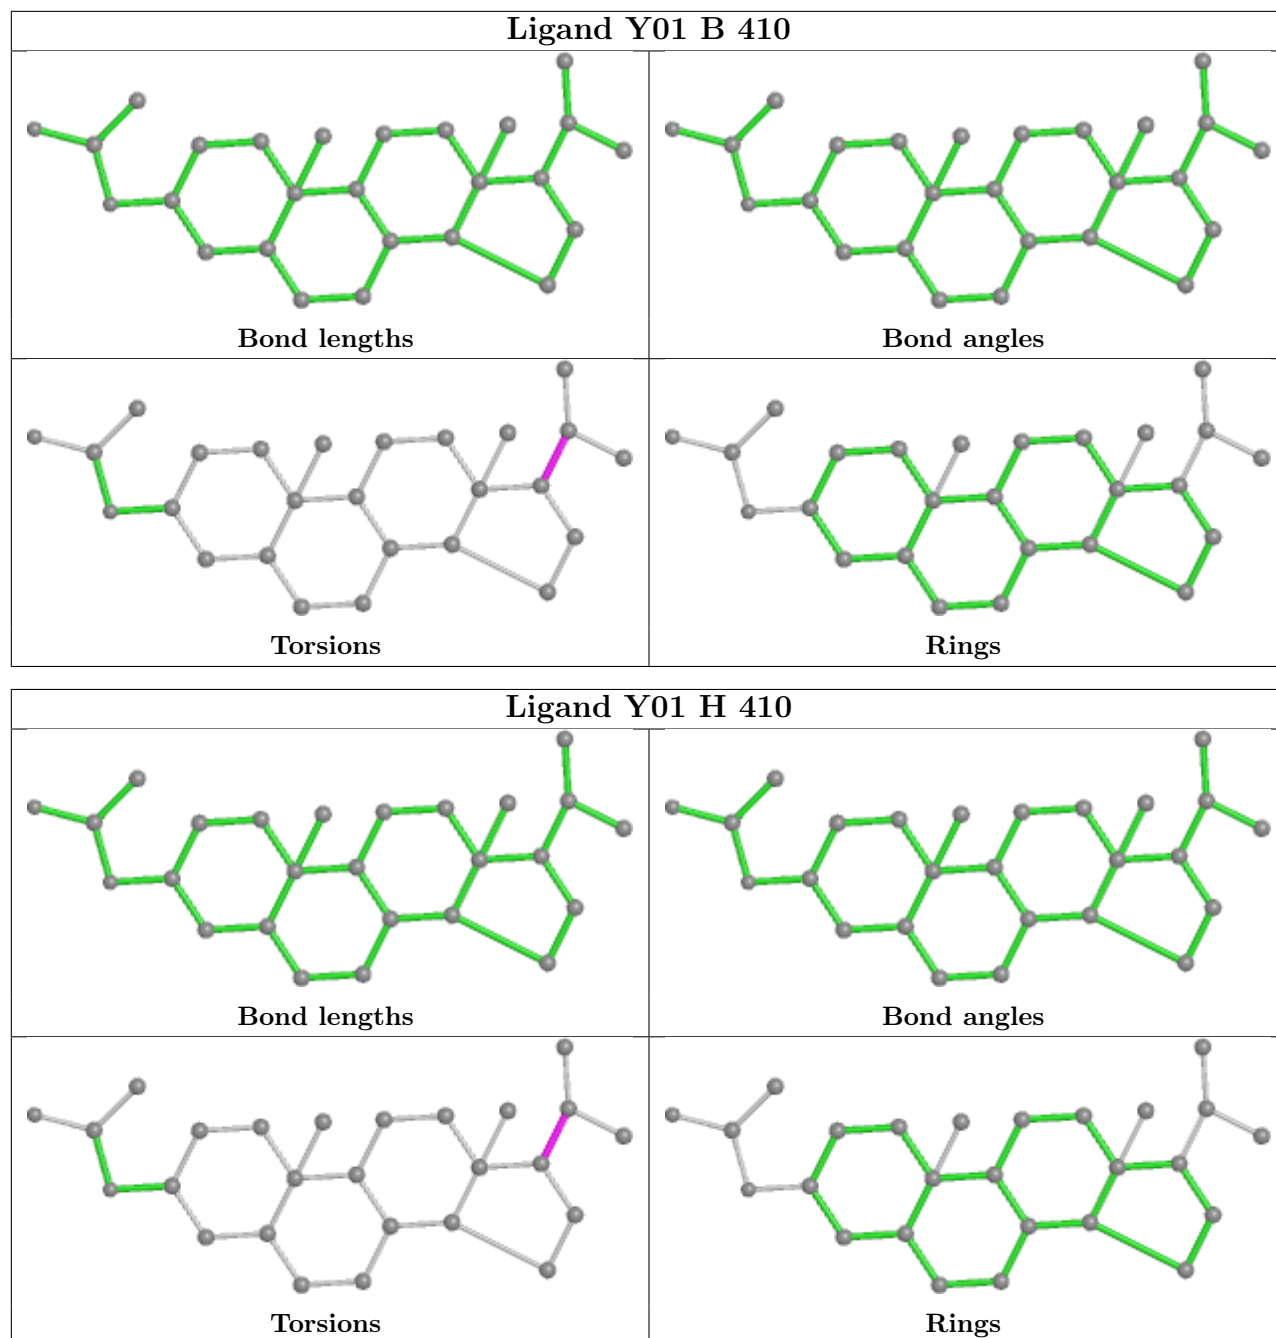 Ligand Y01 B 410
Bond lengths
Bond angles
Torsions
Rings
Ligand Y01 H 410
Bond lengths
Bond angles
Torsions
Rings